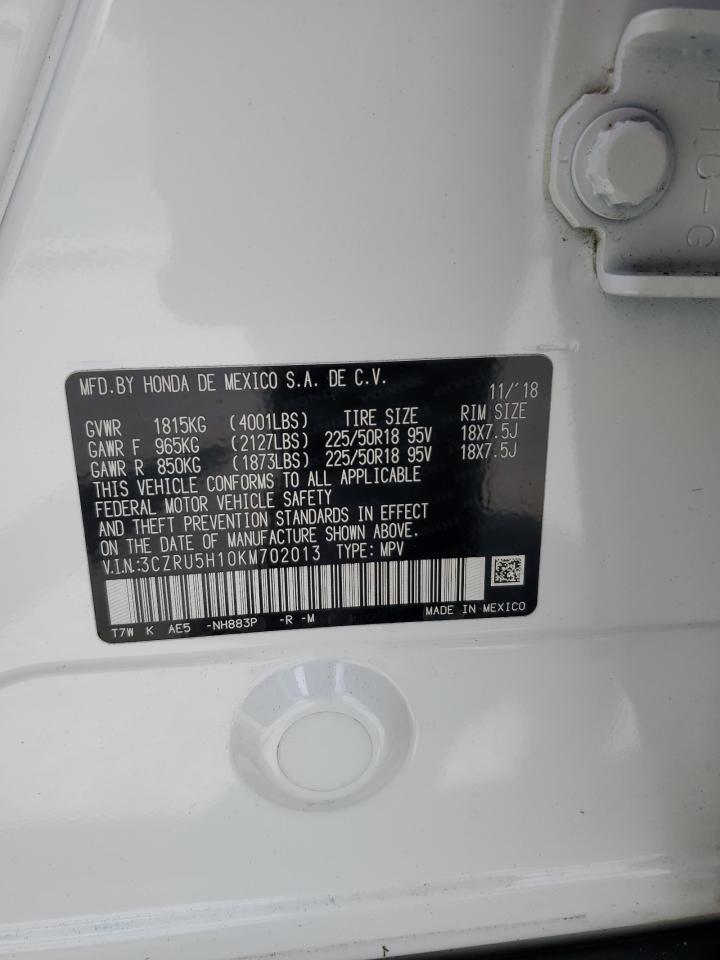 MFD.BY HONDA DE MEXICO S.A. DE C.V. 11/'18
GVWR 1815KG (4001LBS) TIRE SIZE RIM SIZE
GAWR F 965KG (2127LBS) 225/50R18 95V 18X7.5J
GAWR R 850KG (1873LBS) 225/50R18 95V 18X7.5J
THIS VEHICLE CONFORMS TO ALL APPLICABLE
FEDERAL MOTOR VEHICLE SAFETY
AND THEFT PREVENTION STANDARDS IN EFFECT
ON THE DATE OF MANUFACTURE SHOWN ABOVE.
V.I.N.:3CZRU5H10KM702013 TYPE: MPV
T7W K AE5 -NH883P -R -M MADE IN MEXICO